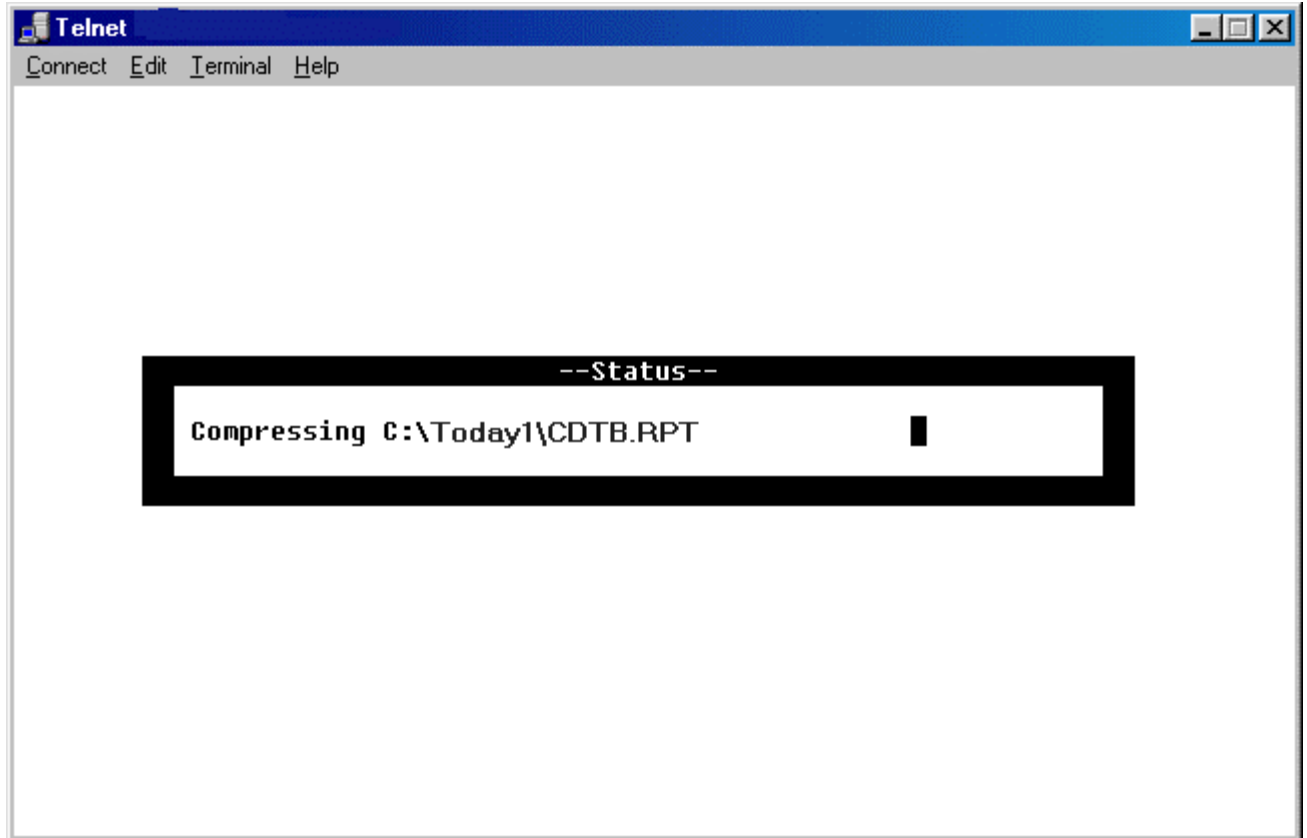 Telnet
Connect Edit Terminal Help
--Status--
Compressing C:\Today1\CDTB.RPT